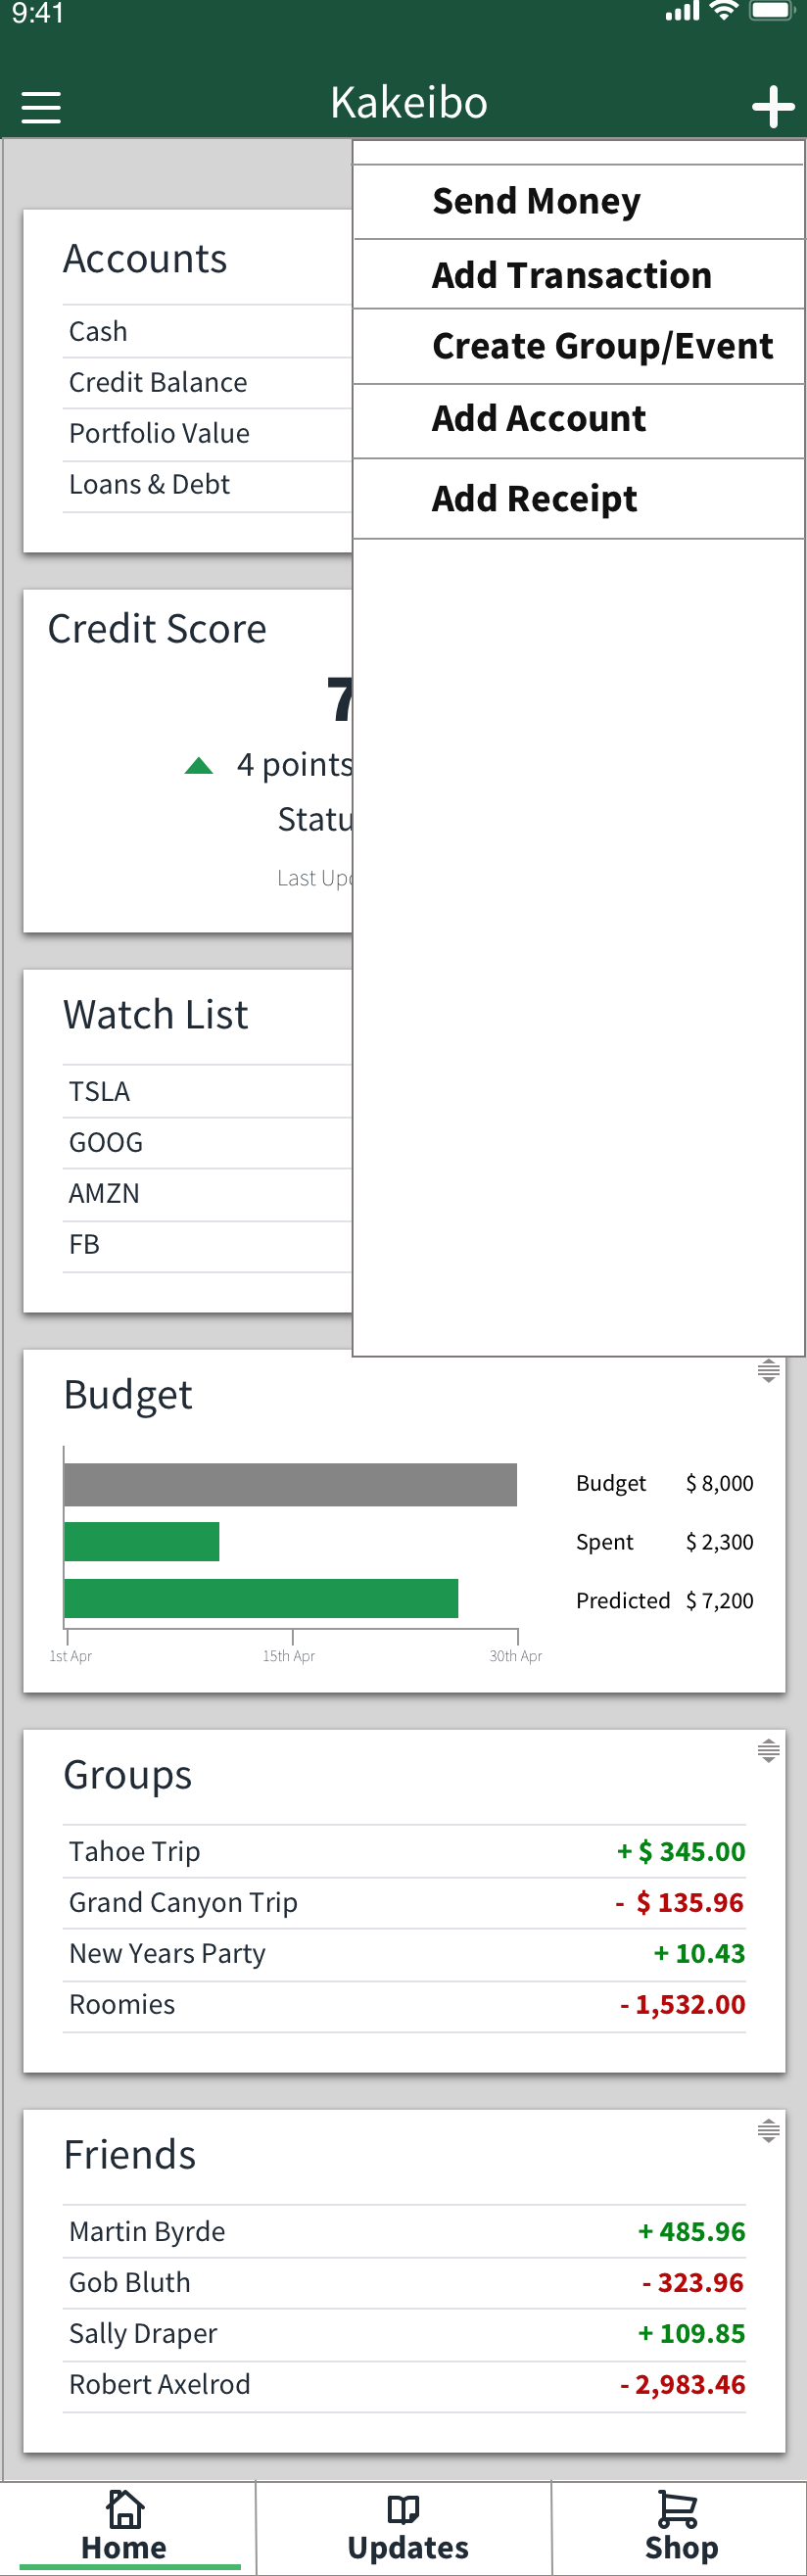 9:41
Kakeibo
Send Money
Add Transaction
Create Group/Event
Add Account
Add Receipt
Accounts
Cash
Credit Balance
Portfolio Value
Loans & Debt
Credit Score
7
4 points
Statu
Last Upd
Watch List
TSLA
GOOG
AMZN
FB
Budget
Budget $ 8,000
Spent $ 2,300
Predicted $ 7,200
1st Apr 15th Apr 30th Apr
Groups
Tahoe Trip + $ 345.00
Grand Canyon Trip - $ 135.96
New Years Party + 10.43
Roomies - 1,532.00
Friends
Martin Byrde + 485.96
Gob Bluth - 323.96
Sally Draper + 109.85
Robert Axelrod - 2,983.46
Home Updates Shop